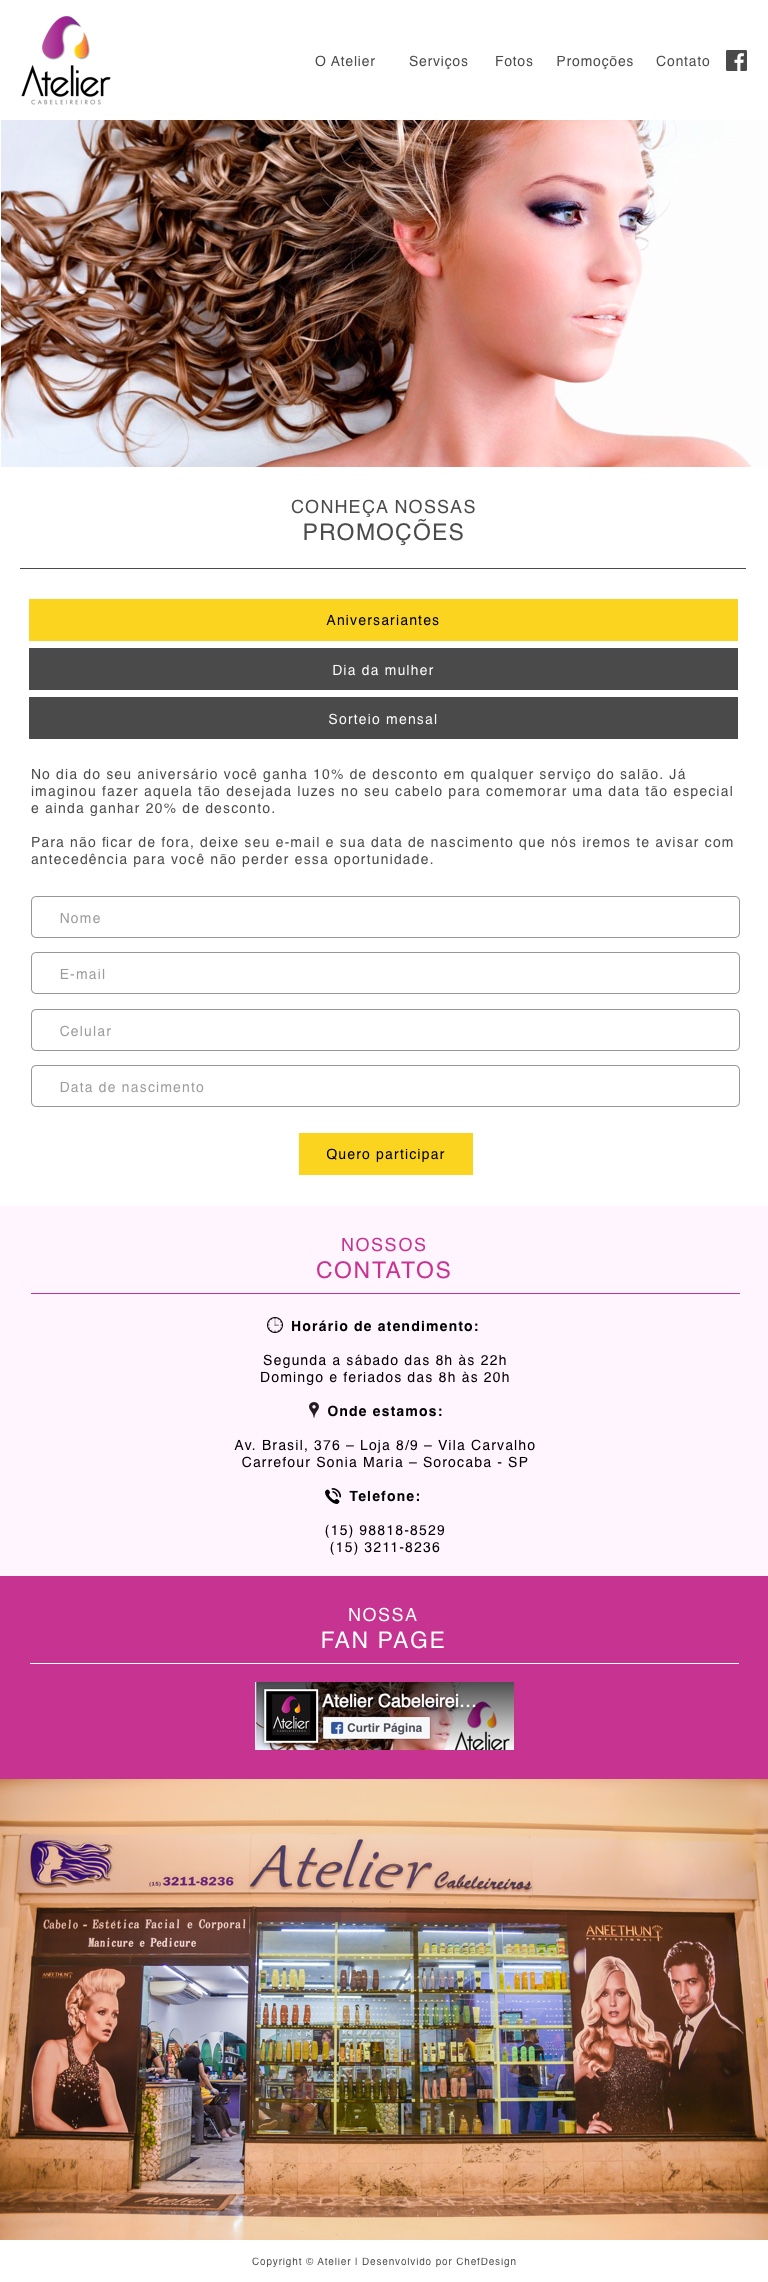 Atelier
CABELEIREIROS
O Atelier Serviços Fotos Promoções Contato
CONHEÇA NOSSAS
PROMOÇÕES
Aniversariantes
Dia da mulher
Sorteio mensal
No dia do seu aniversário você ganha 10% de desconto em qualquer serviço do salão. Já
imaginou fazer aquela tão desejada luzes no seu cabelo para comemorar uma data tão especial
e ainda ganhar 20% de desconto.
Para não ficar de fora, deixe seu e-mail e sua data de nascimento que nós iremos te avisar com
antecedência para você não perder essa oportunidade.
Nome
E-mail
Celular
Data de nascimento
Quero participar
NOSSOS
CONTATOS
Horário de atendimento:
Segunda a sábado das 8h às 22h
Domingo e feriados das 8h às 20h
Onde estamos:
Av. Brasil, 376 – Loja 8/9 – Vila Carvalho
Carrefour Sonia Maria – Sorocaba - SP
Telefone:
(15) 98818-8529
(15) 3211-8236
NOSSA
FAN PAGE
Atelier Cabeleirei...
Atelier
CABELEIREIROS
Curtir Página
Atelier
(15) 3211-8236
Atelier Cabeleireiros
Cabelo - Estética Facial e Corporal
Manicure e Pedicure
ANEETHUN
PROFESSIONAL
ANEETHUN
Atelier
Copyright © Atelier | Desenvolvido por ChefDesign